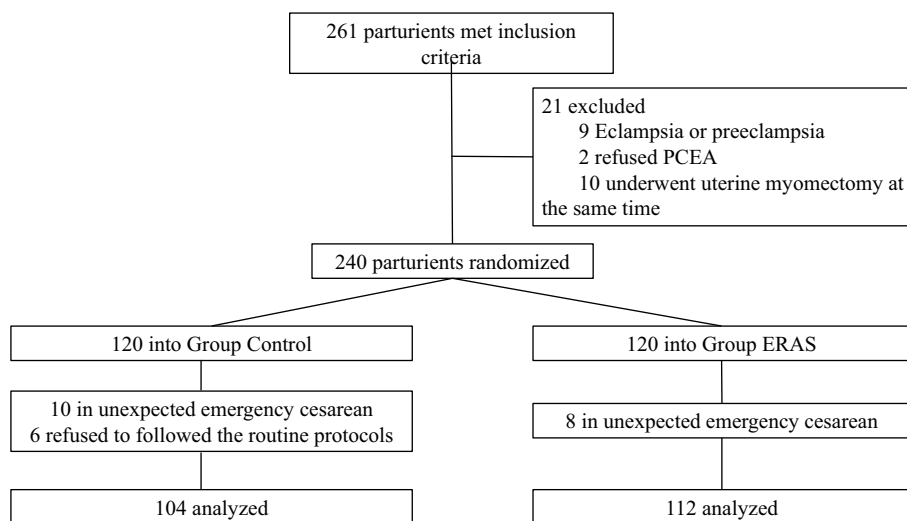 261 parturients met inclusion
criteria
21 excluded
9 Eclampsia or preeclampsia
2 refused PCEA
10 underwent uterine myomectomy at
the same time
240 parturients randomized
120 into Group Control
120 into Group ERAS
10 in unexpected emergency cesarean
6 refused to followed the routine protocols
8 in unexpected emergency cesarean
104 analyzed
112 analyzed